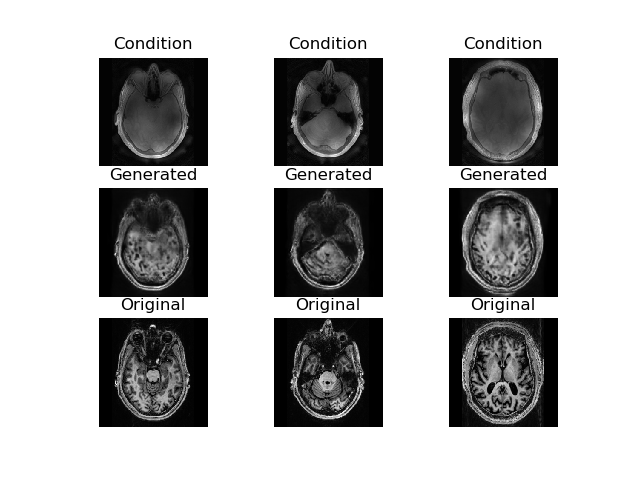 Condition Condition Condition
Generated Generated Generated
Original Original Original